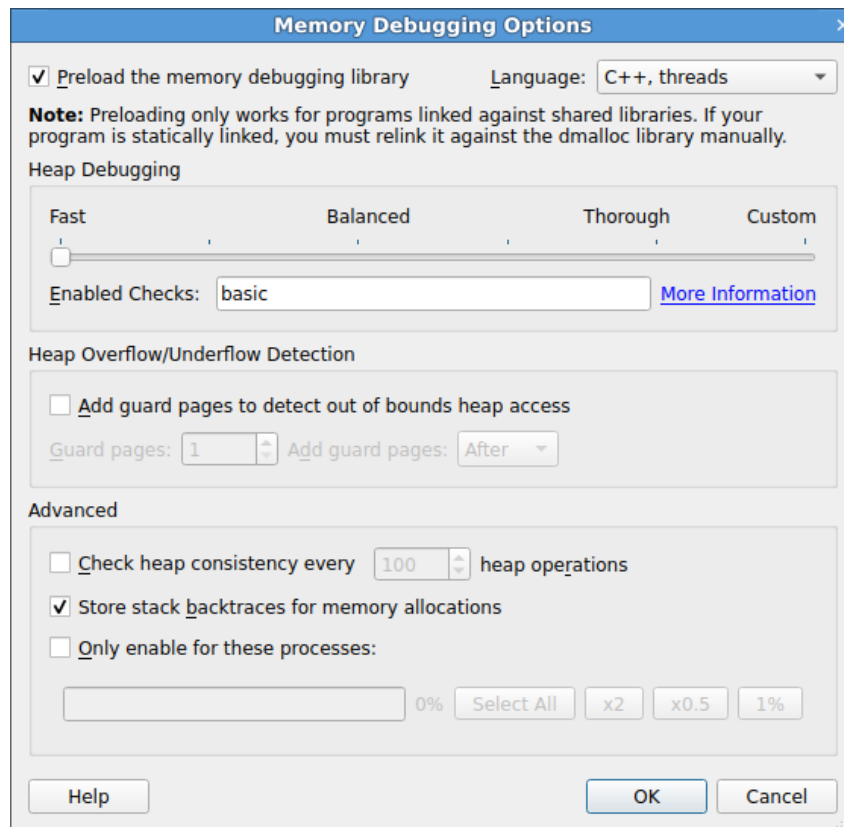 Memory Debugging Options
Preload the memory debugging library Language: C++, threads
Note: Preloading only works for programs linked against shared libraries. If your
program is statically linked, you must relink it against the dmalloc library manually.
Heap Debugging
Fast Balanced Thorough Custom
Enabled Checks: basic More Information
Heap Overflow/Underflow Detection
Add guard pages to detect out of bounds heap access
Guard pages: 1 Add guard pages: After
Advanced
Check heap consistency every 100 heap operations
Store stack backtraces for memory allocations
Only enable for these processes:
0% Select All x2 x0.5 1%
Help OK Cancel